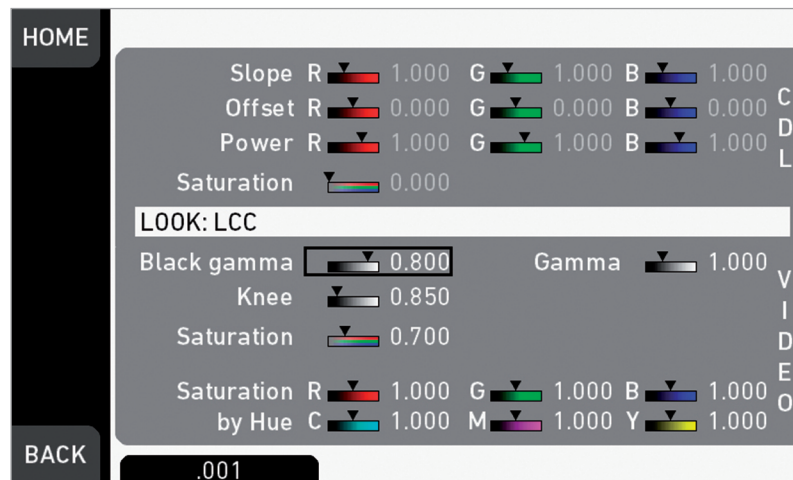 HOME
Slope R 1.000 G 1.000 B 1.000
Offset R 0.000 G 0.000 B 0.000
Power R 1.000 G 1.000 B 1.000
Saturation 0.000
CDL
LOOK: LCC
Black gamma 0.800 Gamma 1.000
Knee 0.850
Saturation 0.700
Saturation R 1.000 G 1.000 B 1.000
by Hue C 1.000 M 1.000 Y 1.000
VIDEO
BACK
.001